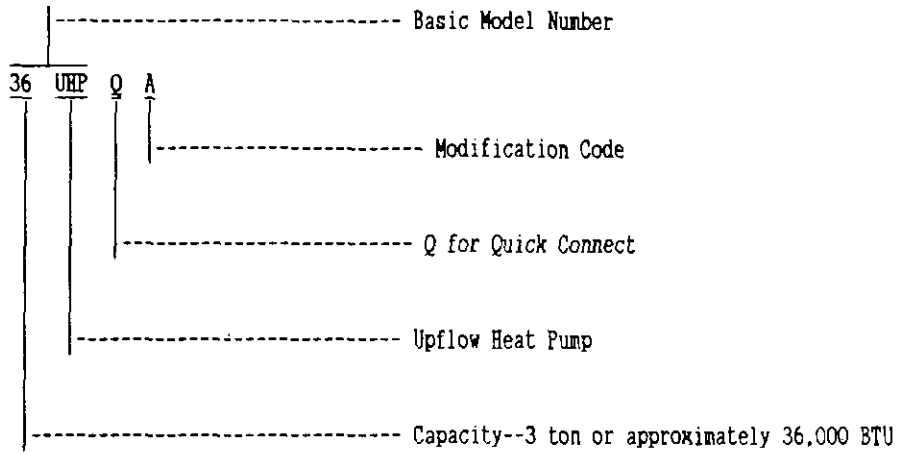 Basic Model Number
36 UHP Q A
Modification Code
Q for Quick Connect
Upflow Heat Pump
Capacity--3 ton or approximately 36,000 BTU